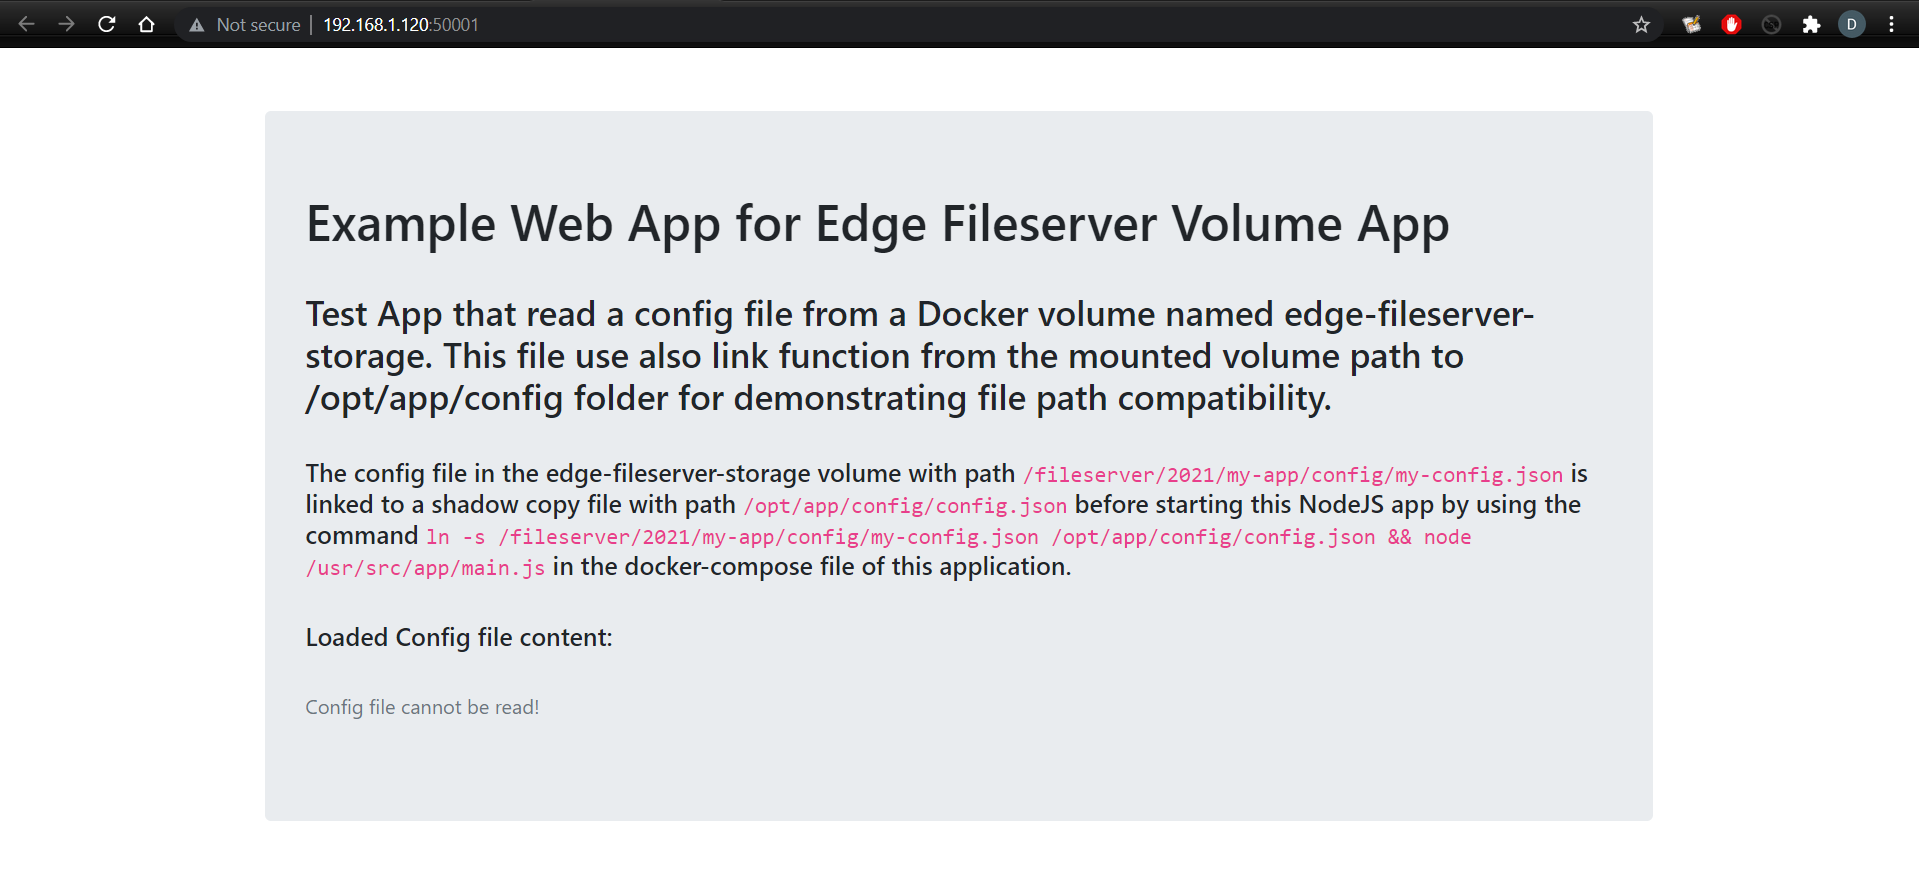 Not secure | 192.168.1.120:50001
D
Example Web App for Edge Fileserver Volume App
Test App that read a config file from a Docker volume named edge-fileserver-
storage. This file use also link function from the mounted volume path to
/opt/app/config folder for demonstrating file path compatibility.
The config file in the edge-fileserver-storage volume with path /fileserver/2021/my-app/config/my-config.json is
linked to a shadow copy file with path /opt/app/config/config.json before starting this NodeJS app by using the
command ln -s /fileserver/2021/my-app/config/my-config.json /opt/app/config/config.json && node
/usr/src/app/main.js in the docker-compose file of this application.
Loaded Config file content:
Config file cannot be read!